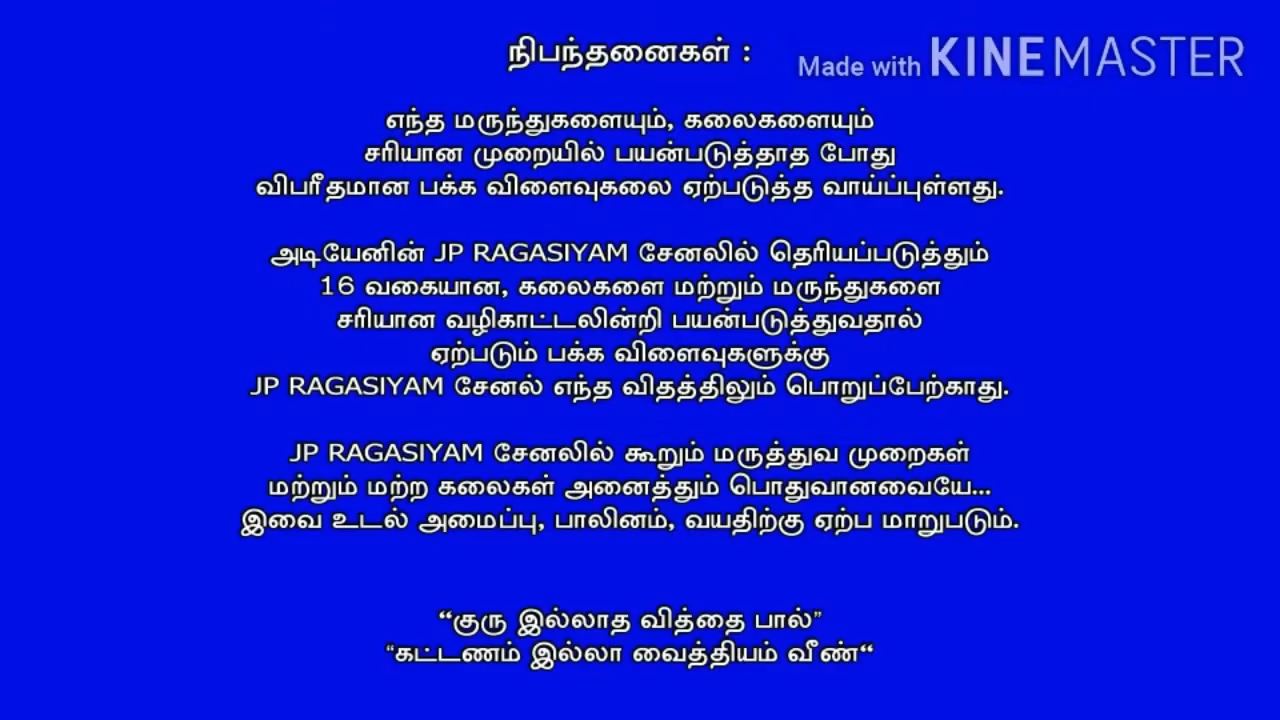 நிபந்தனைகள் :
Made with KINEMASTER
எந்த மருந்துகளையும், கலைகளையும்
சரியான முறையில் பயன்படுத்தாத போது
விபரீதமான பக்க விளைவுகலை ஏற்படுத்த வாய்ப்புள்ளது.
அடியேனின் JP RAGASIYAM சேனலில் தெரியப்படுத்தும்
16 வகையான, கலைகளை மற்றும் மருந்துகளை
சரியான வழிகாட்டலின்றி பயன்படுத்துவதால்
ஏற்படும் பக்க விளைவுகளுக்கு
JP RAGASIYAM சேனல் எந்த விதத்திலும் பொறுப்பேற்காது.
JP RAGASIYAM சேனலில் கூறும் மருத்துவ முறைகள்
மற்றும் மற்ற கலைகள் அனைத்தும் பொதுவானவையே...
இவை உடல் அமைப்பு, பாலினம், வயதிற்கு ஏற்ப மாறுபடும்.
“குரு இல்லாத வித்தை பால்”
“கட்டணம் இல்லா வைத்தியம் வீண்“